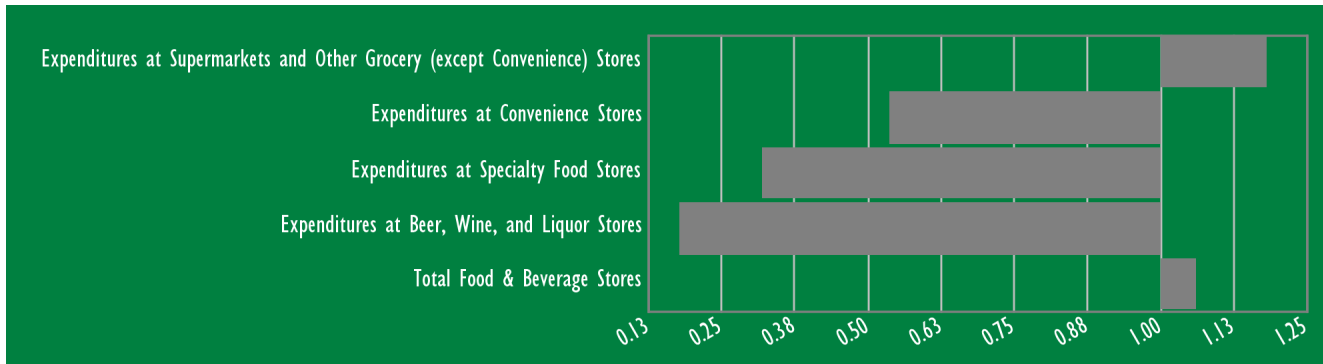 Expenditures at Supermarkets and Other Grocery (except Convenience) Stores
Expenditures at Convenience Stores
Expenditures at Specialty Food Stores
Expenditures at Beer, Wine, and Liquor Stores
Total Food & Beverage Stores
0.13 0.25 0.38 0.50 0.63 0.75 0.88 1.00 1.13 1.25